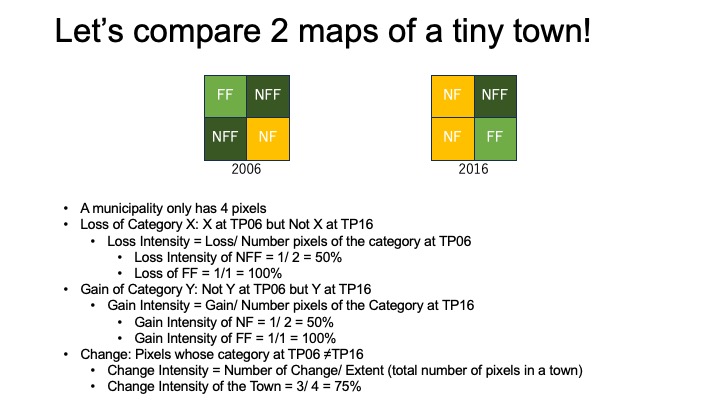 Let’s compare 2 maps of a tiny town!
FF NFF
NFF NF
2006
NF NFF
NF FF
2016
• A municipality only has 4 pixels
• Loss of Category X: X at TP06 but Not X at TP16
• Loss Intensity = Loss/ Number pixels of the category at TP06
• Loss Intensity of NFF = 1/ 2 = 50%
• Loss of FF = 1/1 = 100%
• Gain of Category Y: Not Y at TP06 but Y at TP16
• Gain Intensity = Gain/ Number pixels of the Category at TP16
• Gain Intensity of NF = 1/ 2 = 50%
• Gain Intensity of FF = 1/1 = 100%
• Change: Pixels whose category at TP06 ≠TP16
• Change Intensity = Number of Change/ Extent (total number of pixels in a town)
• Change Intensity of the Town = 3/ 4 = 75%